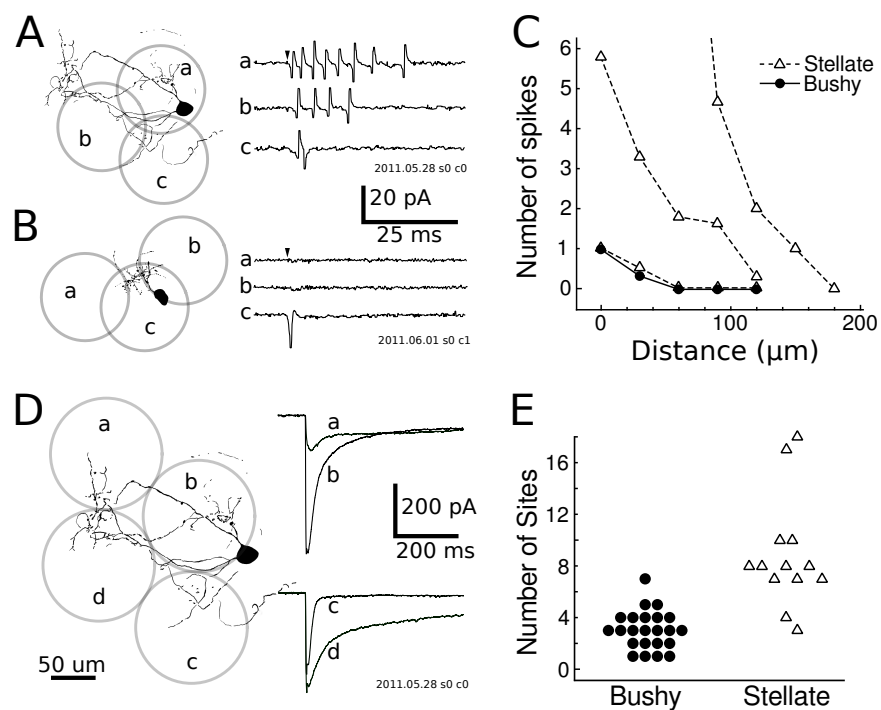 A
a
b
c
a
b
c
2011.05.28 s0 c0
20 pA
25 ms
B
a
b
c
a
b
c
2011.06.01 s0 c1
C
Number of spikes
6
5
4
3
2
1
0
0
100
200
Distance (µm)
Stellate
Bushy
D
a
b
d
c
50 um
a
b
200 pA
200 ms
c
d
2011.05.28 s0 c0
E
Number of Sites
16
12
8
4
0
Bushy
Stellate